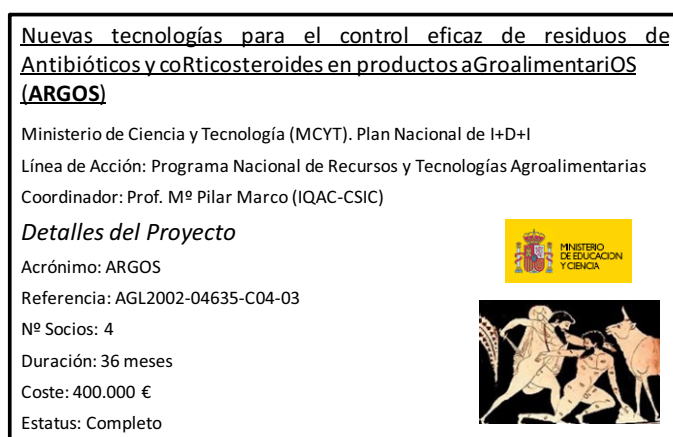 Nuevas tecnologías para el control eficaz de residuos de
Antibióticos y coRticosteroides en productos aGroalimentariOS
(ARGOS)
Ministerio de Ciencia y Tecnología (MCYT). Plan Nacional de I+D+I
Línea de Acción: Programa Nacional de Recursos y Tecnologías Agroalimentarias
Coordinador: Prof. Mº Pilar Marco (IQAC-CSIC)
Detalles del Proyecto
Acrónimo: ARGOS
Referencia: AGL2002-04635-C04-03
Nº Socios: 4
Duración: 36 meses
Coste: 400.000 €
Estatus: Completo
MINISTERIO
DE EDUCACIÓN
Y CIENCIA